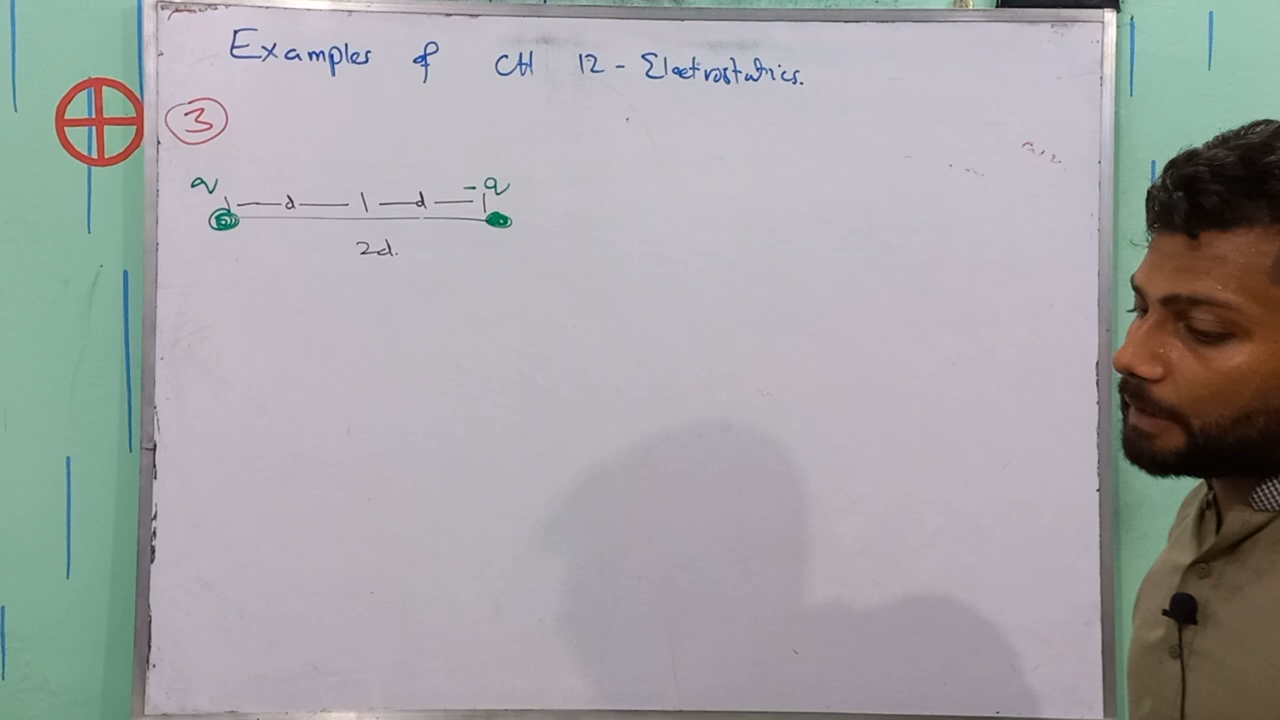 Examples of CH 12 - Electrostatics.
3
q d d -q
2d.